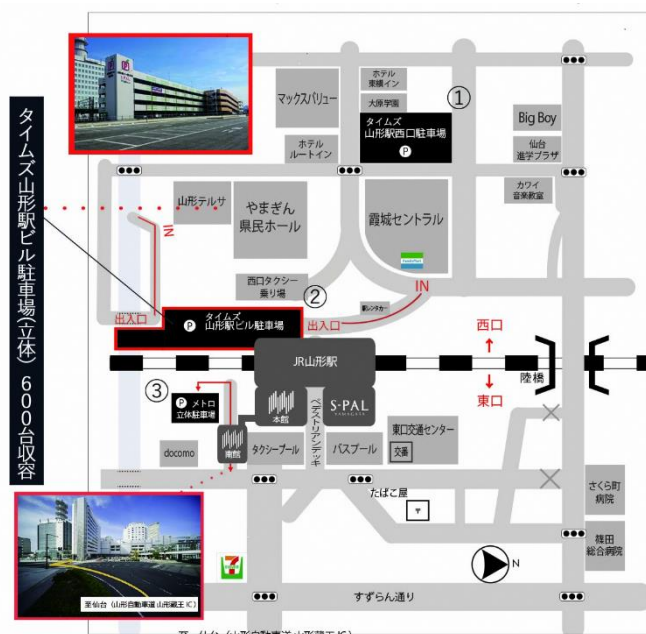 タイムズ山形駅ビル駐車場(立体) 600台収容
マックスバリュー
ホテル
東横イン
大原学園
①
タイムズ
山形駅西口駐車場
P
ホテル
ルートイン
Big Boy
仙台
進学プラザ
カワイ
音楽教室
山形テルサ
やまぎん
県民ホール
霞城セントラル
FamilyMart
IN
西口タクシー
乗り場
②
駅レンタカー
IN
出入口
P
タイムズ
山形駅ビル駐車場
出入口
西口
JR山形駅
東口
陸橋
③
P メトロ
立体駐車場
本館
S-PAL
YAMAGATA
ペデストリアンデッキ
東口交通センター
交番
docomo
南館
タクシープール
バスプール
たばこ屋
〒
さくら町
病院
篠田
総合病院
N
至仙台(山形自動車道山形蔵王IC)
すずらん通り